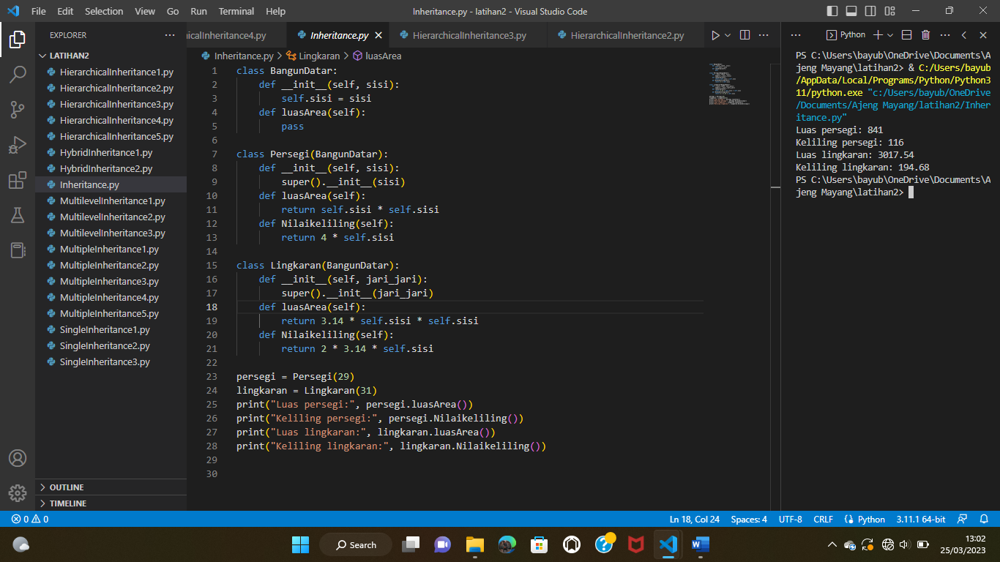 File Edit Selection View Go Run Terminal Help Inheritance.py - latihan2 - Visual Studio Code
EXPLORER
LATIHAN2
HierarchicalInheritance1.py
HierarchicalInheritance2.py
HierarchicalInheritance3.py
HierarchicalInheritance4.py
HierarchicalInheritance5.py
HybridInheritance1.py
HybridInheritance2.py
Inheritance.py
MultilevelInheritance1.py
MultilevelInheritance2.py
MultilevelInheritance3.py
MultipleInheritance1.py
MultipleInheritance2.py
MultipleInheritance3.py
MultipleInheritance4.py
MultipleInheritance5.py
SingleInheritance1.py
SingleInheritance2.py
SingleInheritance3.py
OUTLINE
TIMELINE
icalInheritance4.py Inheritance.py HierarchicalInheritance3.py HierarchicalInheritance2.py
Inheritance.py > Lingkaran > luasArea
1 class BangunDatar:
2 def __init__(self, sisi):
3 self.sisi = sisi
4 def luasArea(self):
5 pass
6
7 class Persegi(BangunDatar):
8 def __init__(self, sisi):
9 super().__init__(sisi)
10 def luasArea(self):
11 return self.sisi * self.sisi
12 def Nilaikeliling(self):
13 return 4 * self.sisi
14
15 class Lingkaran(BangunDatar):
16 def __init__(self, jari_jari):
17 super().__init__(jari_jari)
18 def luasArea(self):
19 return 3.14 * self.sisi * self.sisi
20 def Nilaikeliling(self):
21 return 2 * 3.14 * self.sisi
22
23 persegi = Persegi(29)
24 lingkaran = Lingkaran(31)
25 print("Luas persegi:", persegi.luasArea())
26 print("Keliling persegi:", persegi.Nilaikeliling())
27 print("Luas lingkaran:", lingkaran.luasArea())
28 print("Keliling lingkaran:", lingkaran.Nilaikeliling())
29
30
Python
PS C:\Users\bayub\OneDrive\Documents\A
jeng Mayang\latihan2> & C:/Users/bayub
/AppData/Local/Programs/Python/Python3
11/python.exe "c:/Users/bayub/OneDrive
/Documents/Ajeng Mayang/latihan2/Inher
itance.py"
Luas persegi: 841
Keliling persegi: 116
Luas lingkaran: 3017.54
Keliling lingkaran: 194.68
PS C:\Users\bayub\OneDrive\Documents\A
jeng Mayang\latihan2>
0 0 Ln 18, Col 24 Spaces: 4 UTF-8 CRLF Python 3.11.1 64-bit
Search
13:02
25/03/2023